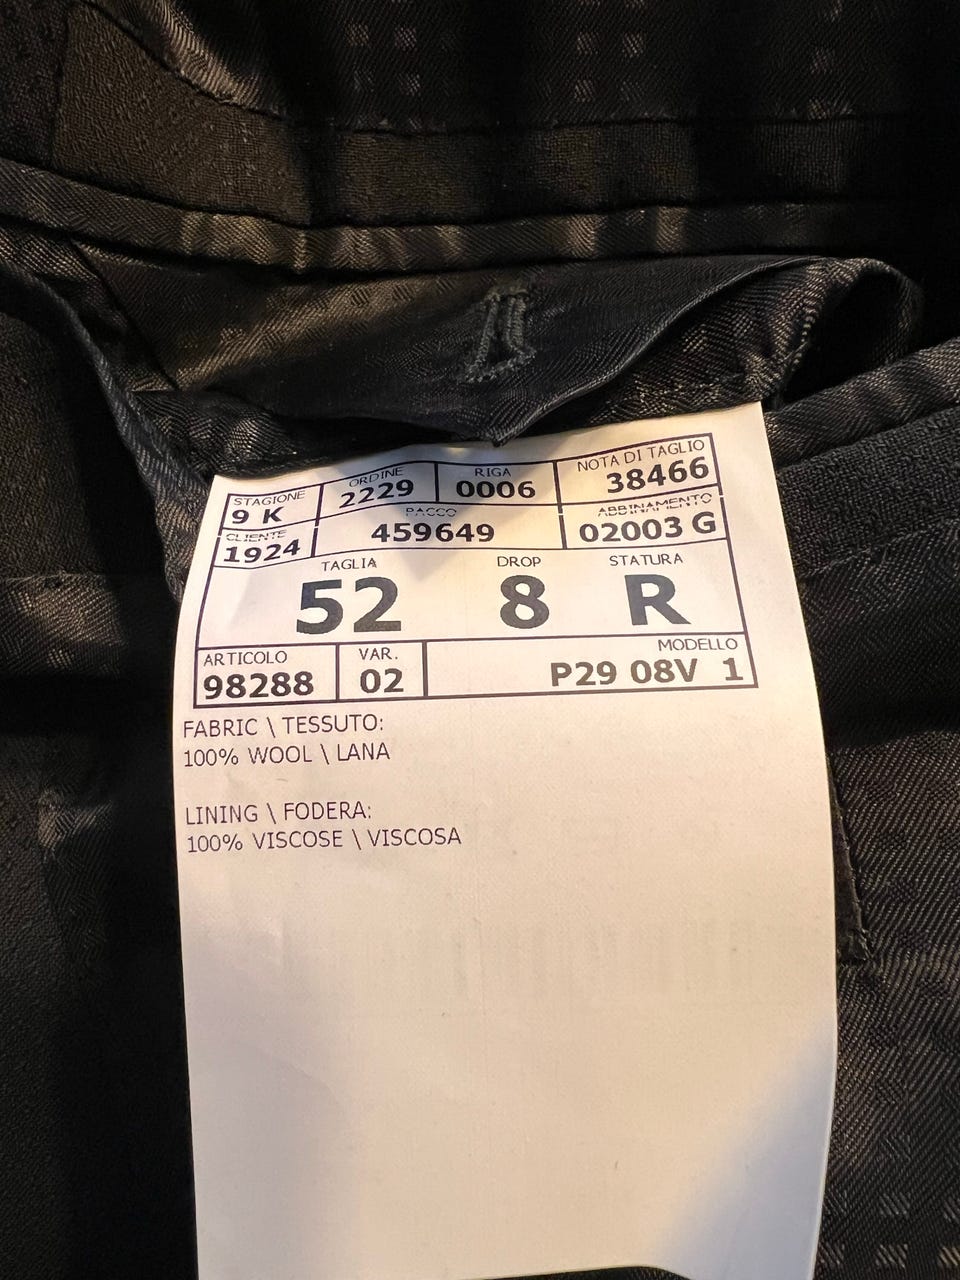 STAGIONE ORDINE RIGA NOTA DI TAGLIO
9 K 2229 0006 38466
CLIENTE PACCO ABBINAMENTO
1924 459649 02003 G
TAGLIA DROP STATURA
52 8 R
ARTICOLO VAR. MODELLO
98288 02 P29 08V 1
FABRIC \ TESSUTO:
100% WOOL \ LANA
LINING \ FODERA:
100% VISCOSE \ VISCOSA